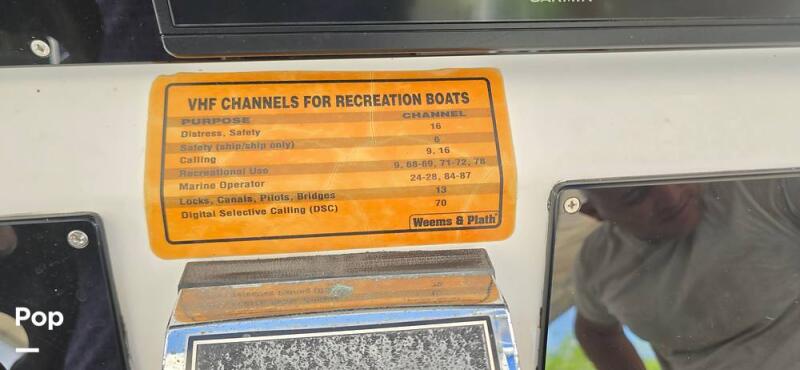 GARMIN
VHF CHANNELS FOR RECREATION BOATS
PURPOSE CHANNEL
Distress, Safety 16
Safety (ship/ship only) 6
Calling 9, 16
Recreational Use 9, 68-69, 71-72, 78
Marine Operator 24-28, 84-87
Locks, Canals, Pilots, Bridges 13
Digital Selective Calling (DSC) 70
Weems & Plath
Pop